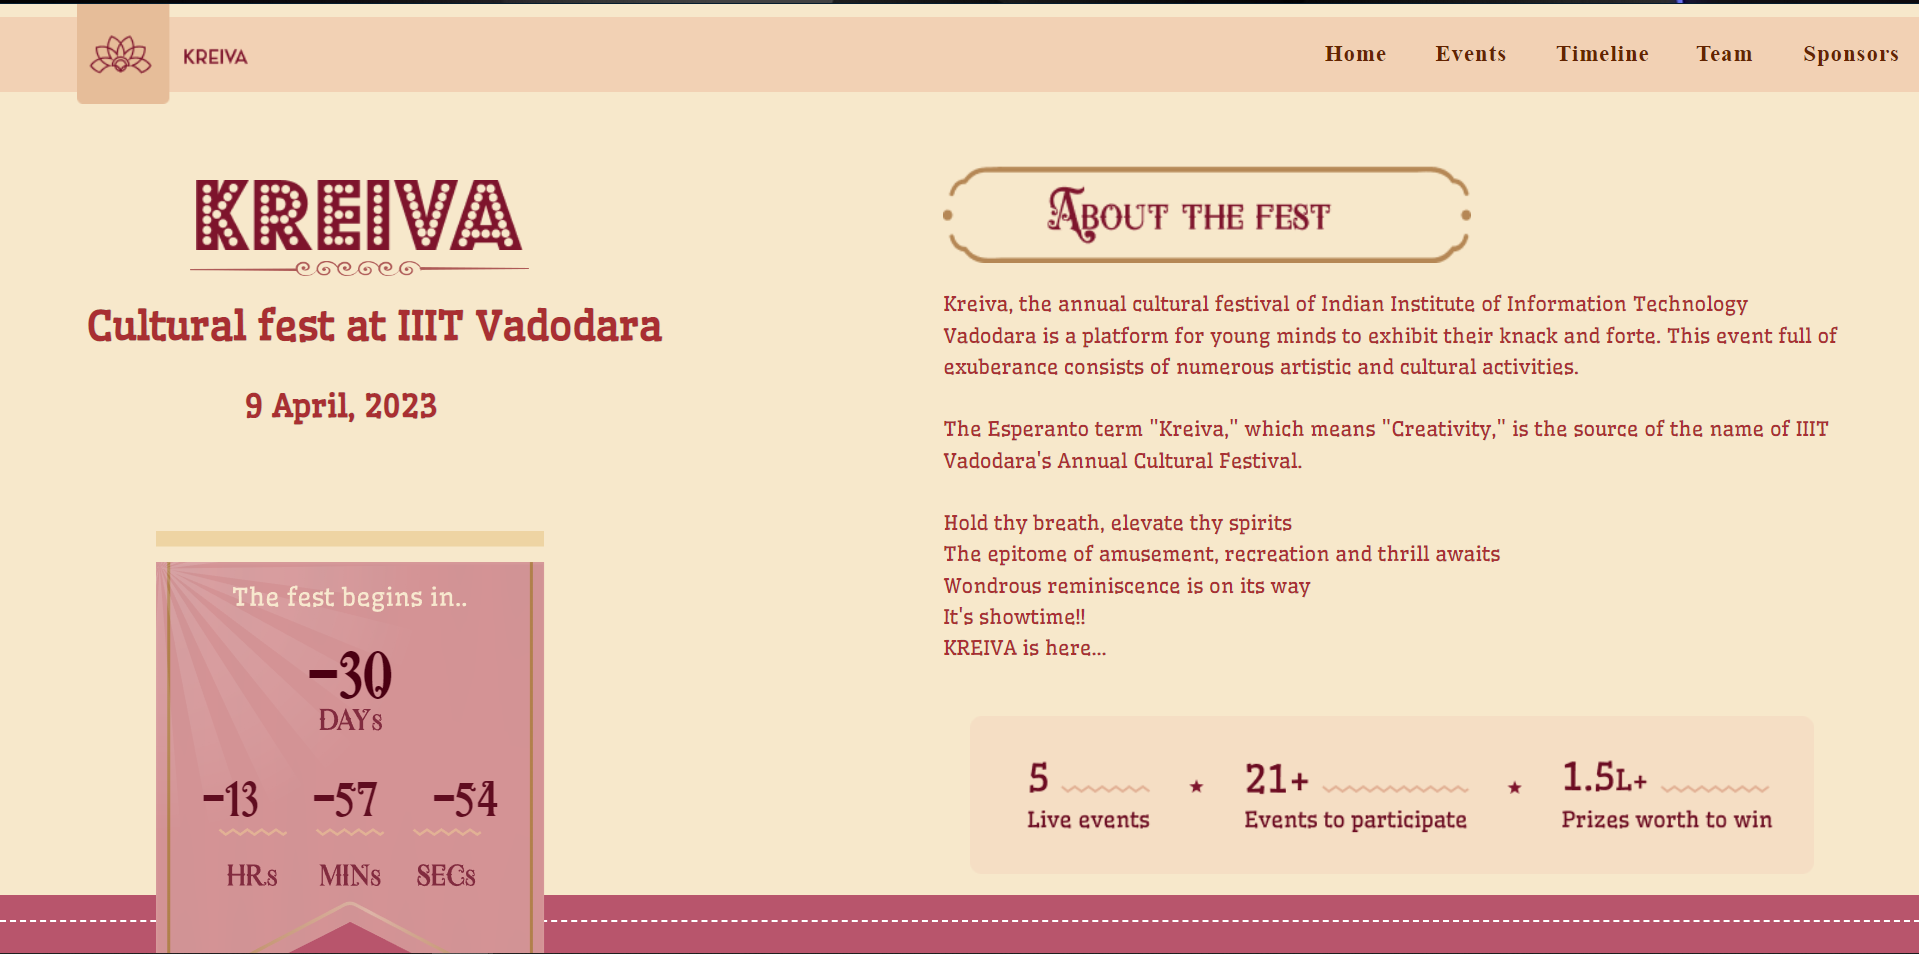 KREIVA
Home Events Timeline Team Sponsors
KREIVA
Cultural fest at IIIT Vadodara
9 April, 2023
The fest begins in..
-30
DAYs
-13 -57 -54
HRs MINs SECs
About the fest
Kreiva, the annual cultural festival of Indian Institute of Information Technology
Vadodara is a platform for young minds to exhibit their knack and forte. This event full of
exuberance consists of numerous artistic and cultural activities.
The Esperanto term "Kreiva," which means "Creativity," is the source of the name of IIIT
Vadodara's Annual Cultural Festival.
Hold thy breath, elevate thy spirits
The epitome of amusement, recreation and thrill awaits
Wondrous reminiscence is on its way
It's showtime!!
KREIVA is here...
5 21+ 1.5L+
Live events Events to participate Prizes worth to win